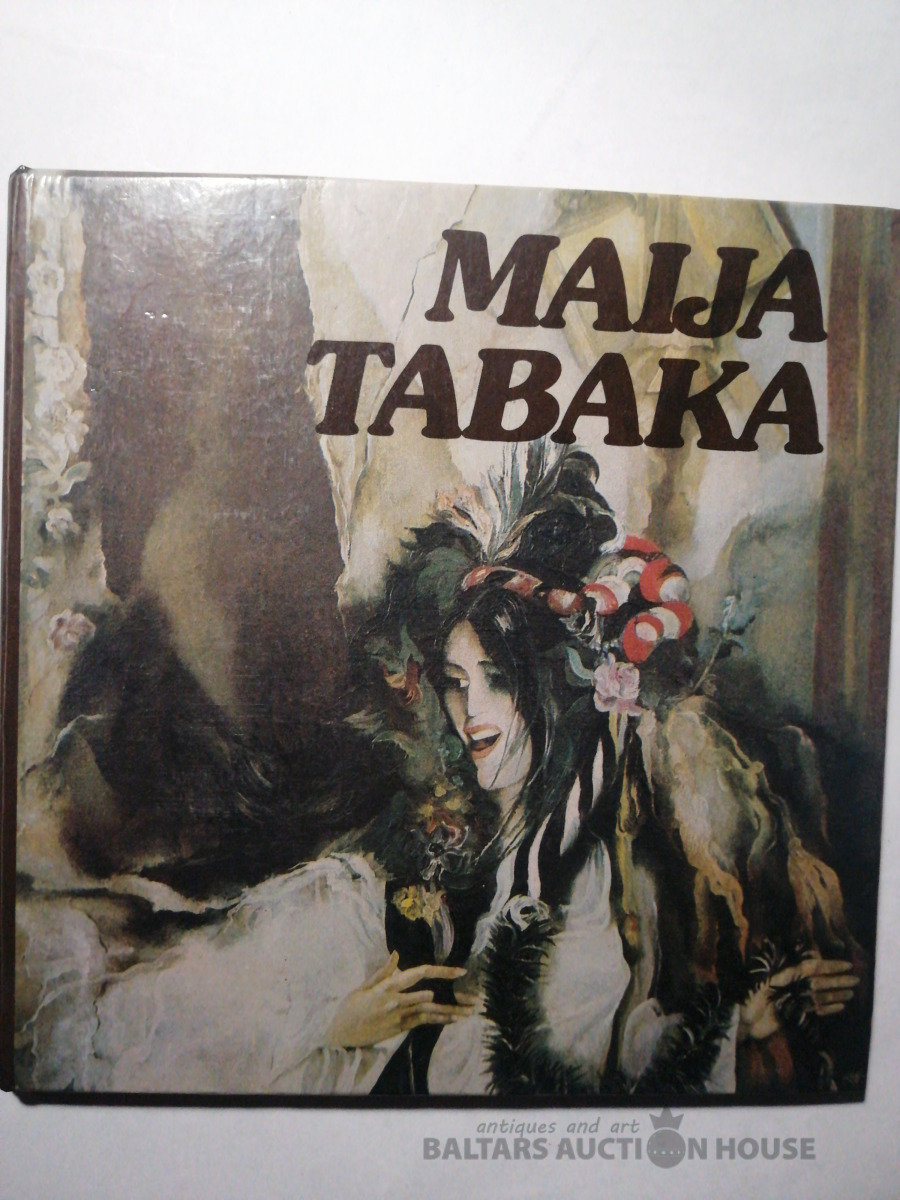 MAIJA
TABAKA
antiques and art
BALTARS AUCTION HOUSE